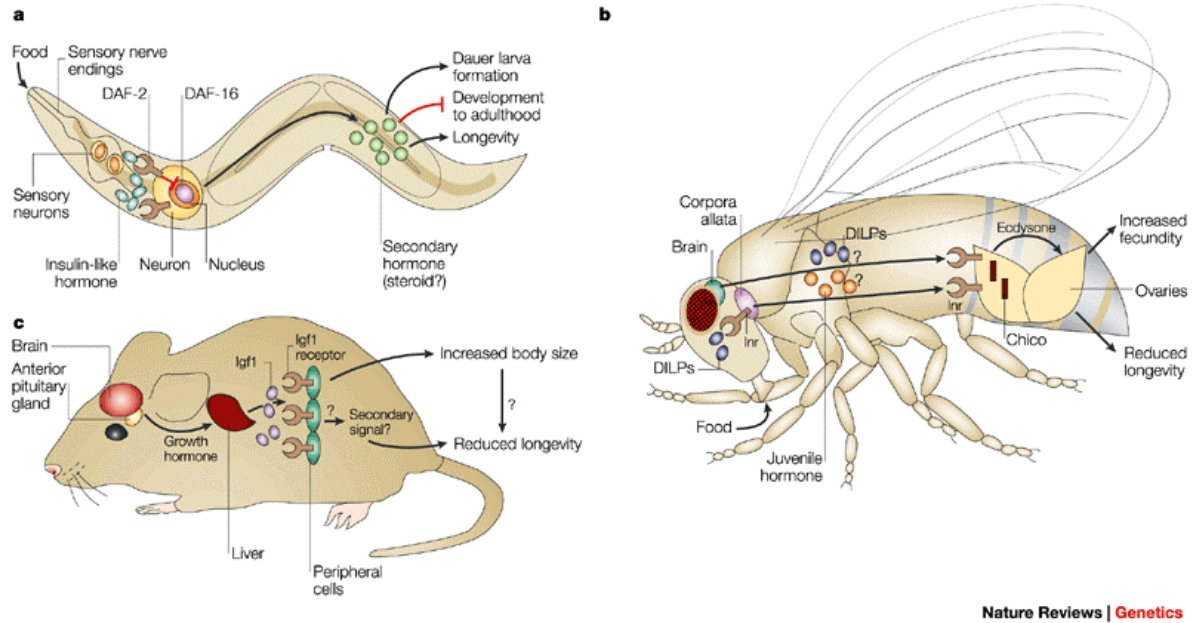 a
Food
Sensory nerve
endings
DAF-2
DAF-16
Dauer larva
formation
Development
to adulthood
Longevity
Sensory
neurons
Insulin-like
hormone
Neuron
Nucleus
Secondary
hormone
(steroid?)
b
Corpora
allata
Brain
DILPs
?
?
Ecdysone
Increased
fecundity
Ovaries
Inr
Chico
Inr
DILPs
Reduced
longevity
Food
Juvenile
hormone
c
Brain
Anterior
pituitary
gland
Igf1
Igf1
receptor
Increased body size
?
?
Secondary
signal?
Growth
hormone
Reduced longevity
Liver
Peripheral
cells
Nature Reviews | Genetics